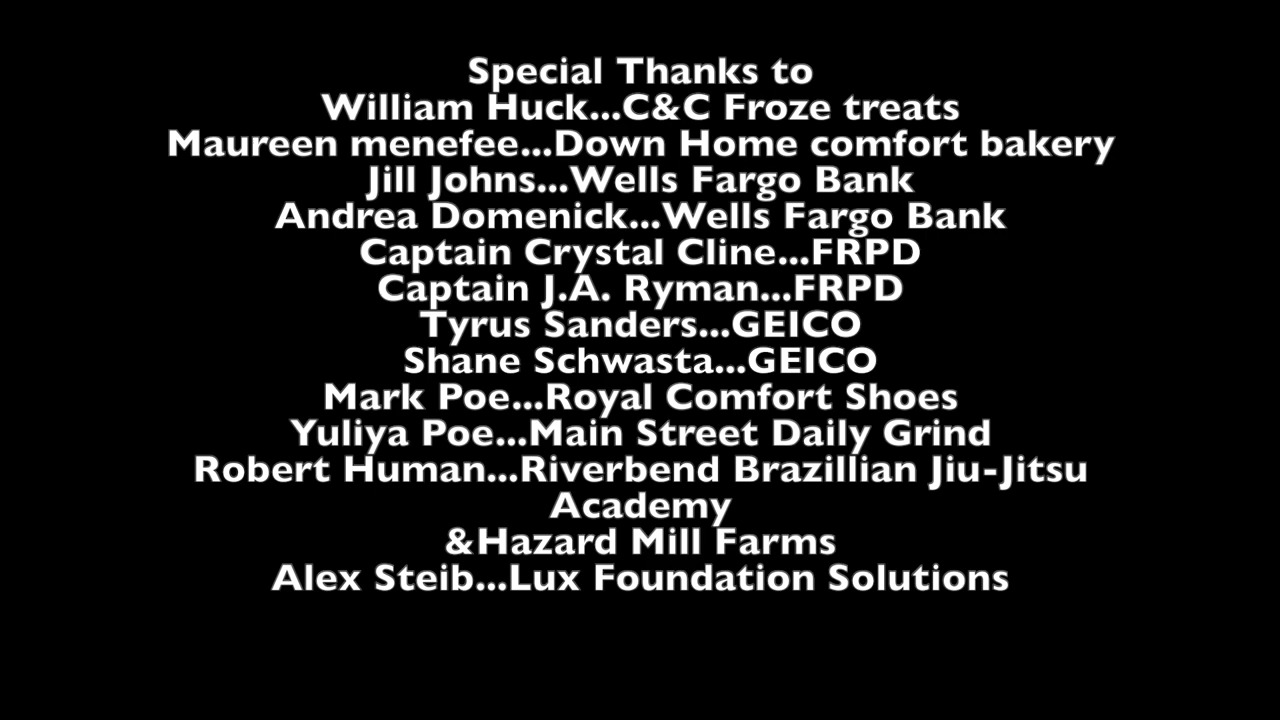 Special Thanks to
William Huck...C&C Froze treats
Maureen menefee...Down Home comfort bakery
Jill Johns...Wells Fargo Bank
Andrea Domenick...Wells Fargo Bank
Captain Crystal Cline...FRPD
Captain J.A. Ryman...FRPD
Tyrus Sanders...GEICO
Shane Schwasta...GEICO
Mark Poe...Royal Comfort Shoes
Yuliya Poe...Main Street Daily Grind
Robert Human...Riverbend Brazillian Jiu-Jitsu
Academy
&Hazard Mill Farms
Alex Steib...Lux Foundation Solutions